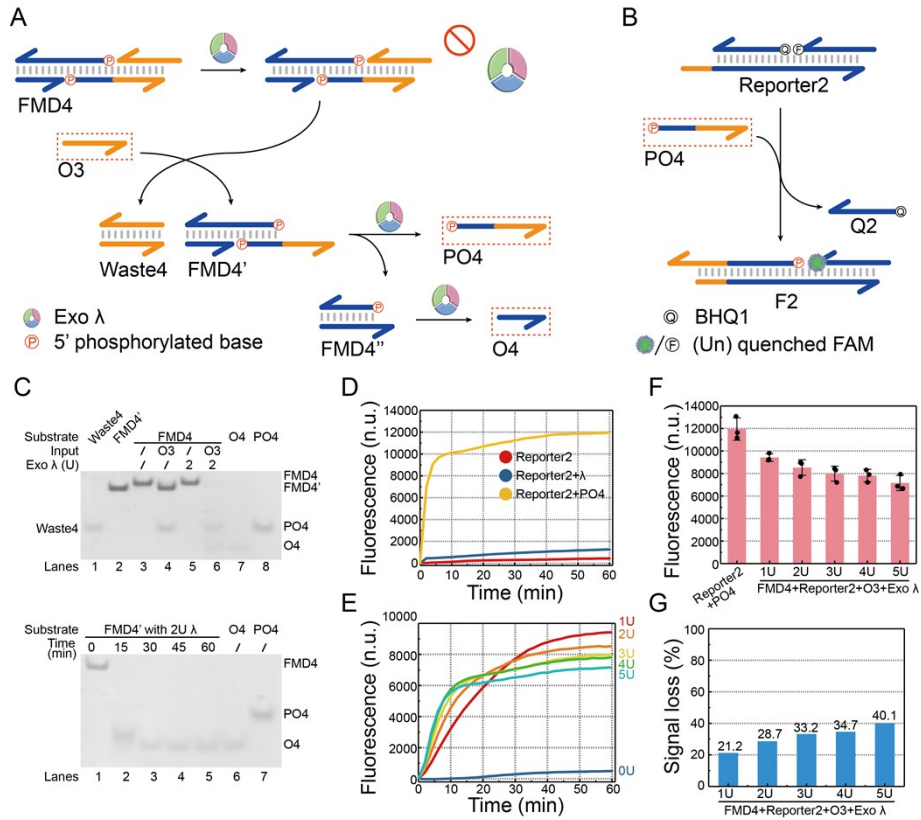 A
P
P
FMD4
P
P
O3
P
P
Waste4
FMD4’
P
PO4
P
FMD4’’
O4
Exo λ
P 5’ phosphorylated base
B
Q F
Reporter2
P
PO4
Q
Q2
P
F2
Q BHQ1
/ F (Un) quenched FAM
C
Substrate Waste4 FMD4’ FMD4 O4 PO4
Input / O3 / O3 / /
Exo λ (U) / / 2 2
FMD4
FMD4’
Waste4
PO4
O4
Lanes 1 2 3 4 5 6 7 8
Substrate FMD4’ with 2U λ O4 PO4
Time (min) 0 15 30 45 60 / /
FMD4
PO4
O4
Lanes 1 2 3 4 5 6 7
D
Fluorescence (n.u.)
14000
12000
10000
8000
6000
4000
2000
0
Reporter2
Reporter2+λ
Reporter2+PO4
0 10 20 30 40 50 60
Time (min)
E
Fluorescence (n.u.)
10000
8000
6000
4000
2000
0
1U
2U
3U
4U
5U
0U
0 10 20 30 40 50 60
Time (min)
F
Fluorescence (n.u.)
14000
12000
10000
8000
6000
4000
2000
0
Reporter2
+PO4
1U 2U 3U 4U 5U
FMD4+Reporter2+O3+Exo λ
G
Signal loss (%)
100
80
60
40
20
0
21.2 28.7 33.2 34.7 40.1
1U 2U 3U 4U 5U
FMD4+Reporter2+O3+Exo λ